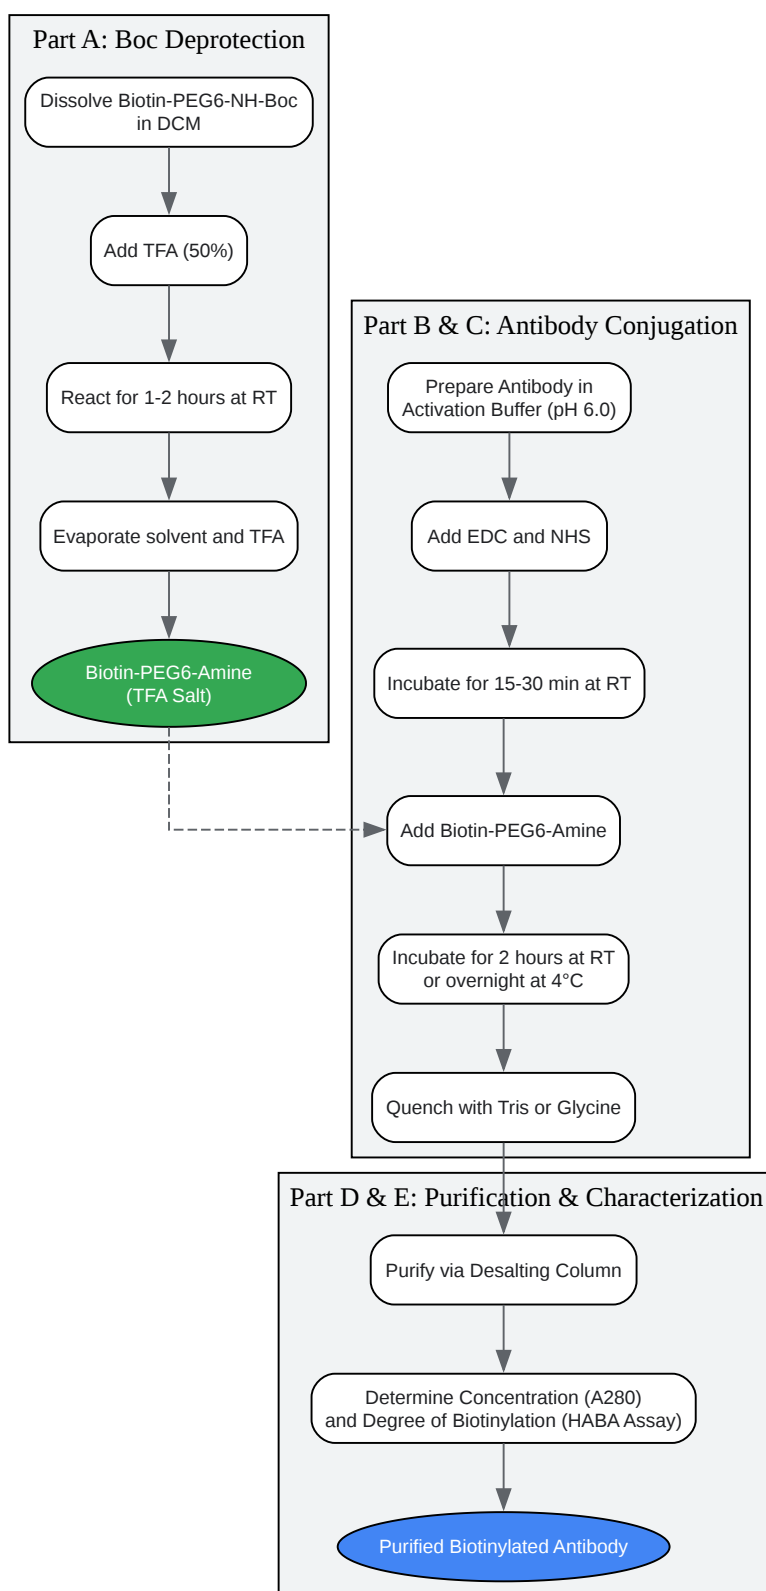 Part A: Boc Deprotection
Dissolve Biotin-PEG6-NH-Boc
in DCM
Add TFA (50%)
React for 1-2 hours at RT
Evaporate solvent and TFA
Biotin-PEG6-Amine
(TFA Salt)
Part B & C: Antibody Conjugation
Prepare Antibody in
Activation Buffer (pH 6.0)
Add EDC and NHS
Incubate for 15-30 min at RT
Add Biotin-PEG6-Amine
Incubate for 2 hours at RT
or overnight at 4°C
Quench with Tris or Glycine
Part D & E: Purification & Characterization
Purify via Desalting Column
Determine Concentration (A280)
and Degree of Biotinylation (HABA Assay)
Purified Biotinylated Antibody